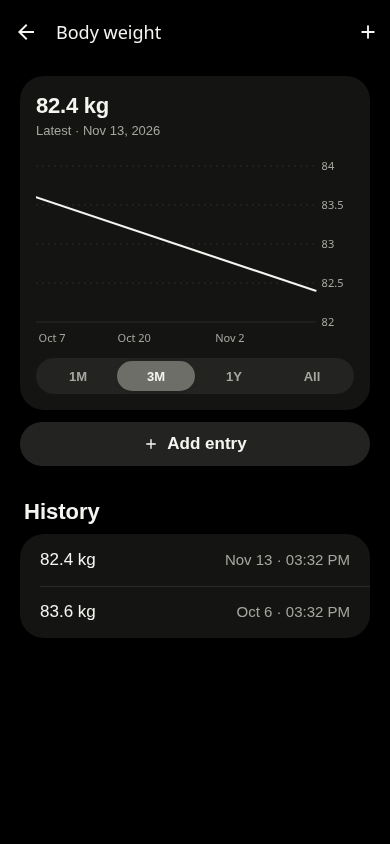 Body weight
82.4 kg
Latest · Nov 13, 2026
84
83.5
83
82.5
82
Oct 7 Oct 20 Nov 2
1M 3M 1Y All
+ Add entry
History
82.4 kg Nov 13 · 03:32 PM
83.6 kg Oct 6 · 03:32 PM